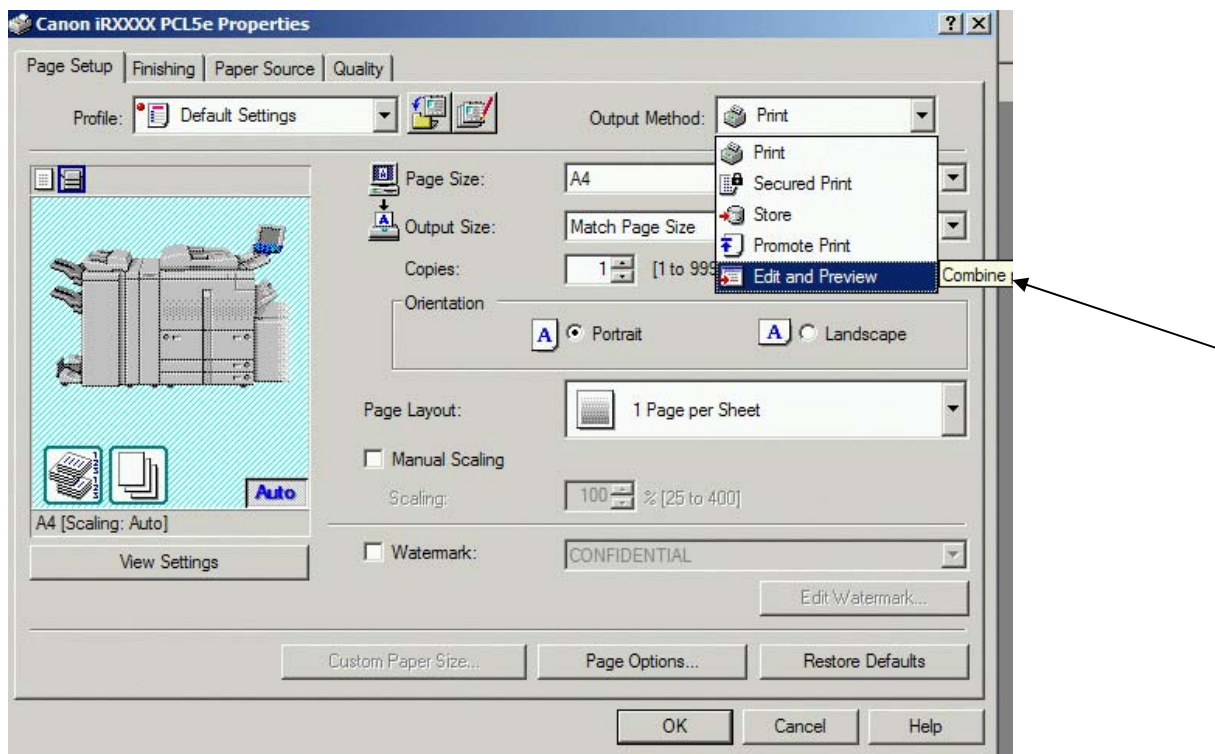 Canon iRXXXX PCL5e Properties
Page Setup Finishing Paper Source Quality
Profile: Default Settings Output Method: Print
Print
Secured Print
Store
Promote Print
Edit and Preview Combine
Page Size: A4
Output Size: Match Page Size
Copies: 1 [1 to 999
Orientation
A Portrait A Landscape
Page Layout: 1 Page per Sheet
Manual Scaling
Scaling: 100 % [25 to 400]
Auto
A4 [Scaling: Auto]
View Settings
Watermark: CONFIDENTIAL
Edit Watermark...
Custom Paper Size... Page Options... Restore Defaults
OK Cancel Help